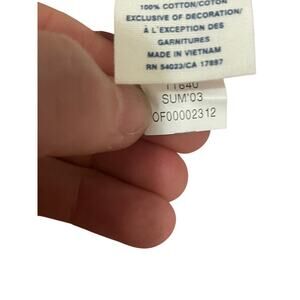 100% COTTON/COTON
EXCLUSIVE OF DECORATION/
À L'EXCEPTION DES
GARNITURES
MADE IN VIETNAM
RN 54023/CA 17897
11640
SUM'03
OF00002312